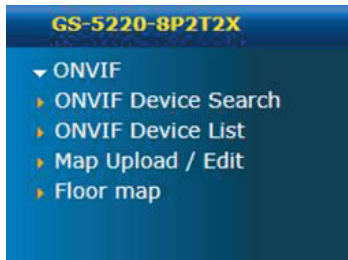 GS-5220-8P2T2X
ONVIF
ONVIF Device Search
ONVIF Device List
Map Upload / Edit
Floor map